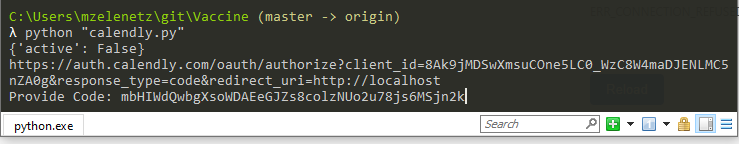 C:\Users\mzelenetz\git\Vaccine (master -> origin)
λ python "calendly.py"
{'active': False}
https://auth.calendly.com/oauth/authorize?client_id=8Ak9jMDSwXmsuCOne5LC0_WzC8W4maDJENLMC5
nZA0g&response_type=code&redirect_uri=http://localhost
Provide Code: mbHIWdQwbgXsoWDAEeGJZs8colzNUo2u78js6MSjn2k
python.exe
Search